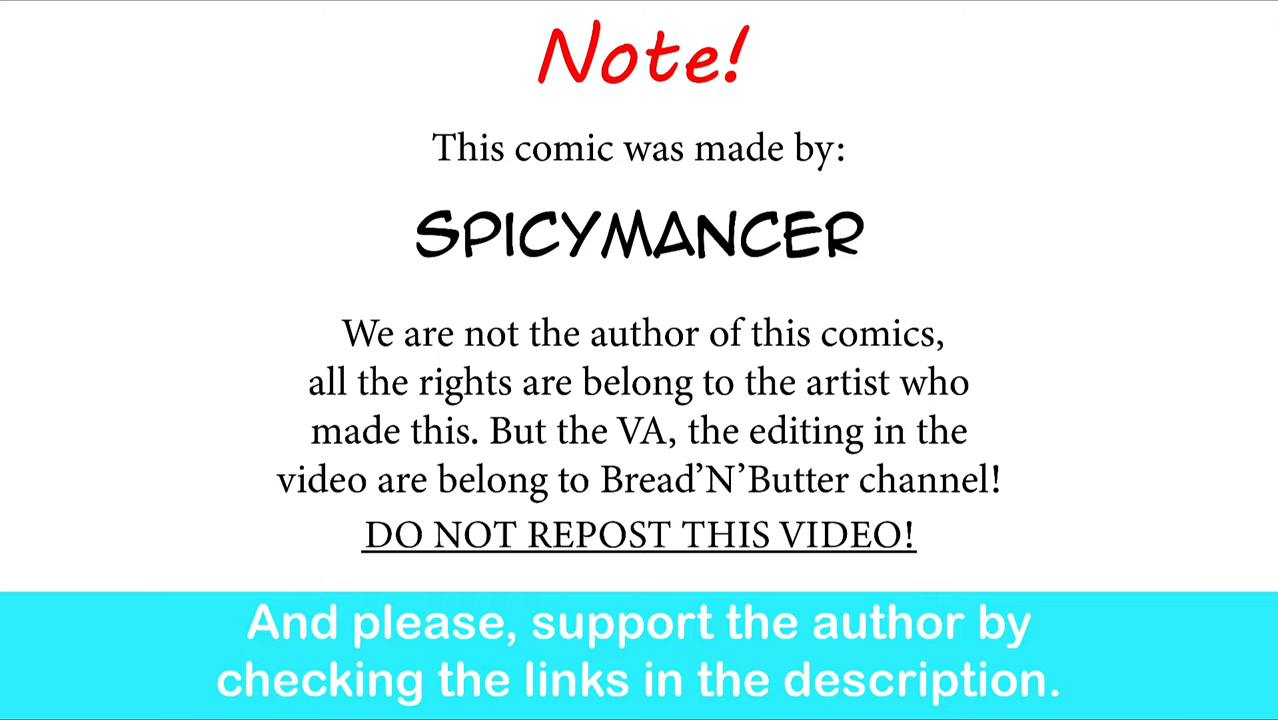 Note!
This comic was made by:
SPICYMANCER
We are not the author of this comics,
all the rights are belong to the artist who
made this. But the VA, the editing in the
video are belong to Bread’N’Butter channel!
DO NOT REPOST THIS VIDEO!
And please, support the author by
checking the links in the description.